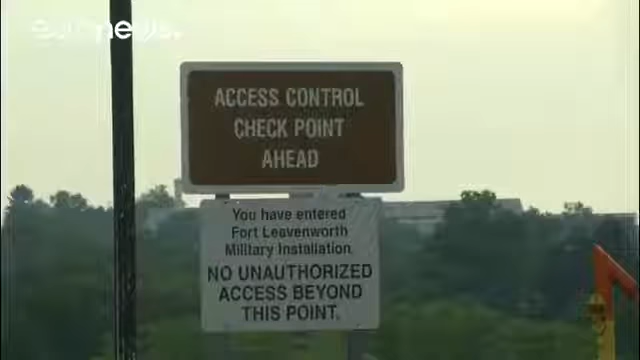 euronews.
ACCESS CONTROL
CHECK POINT
AHEAD
You have entered
Fort Leavenworth
Military Installation.
NO UNAUTHORIZED
ACCESS BEYOND
THIS POINT.